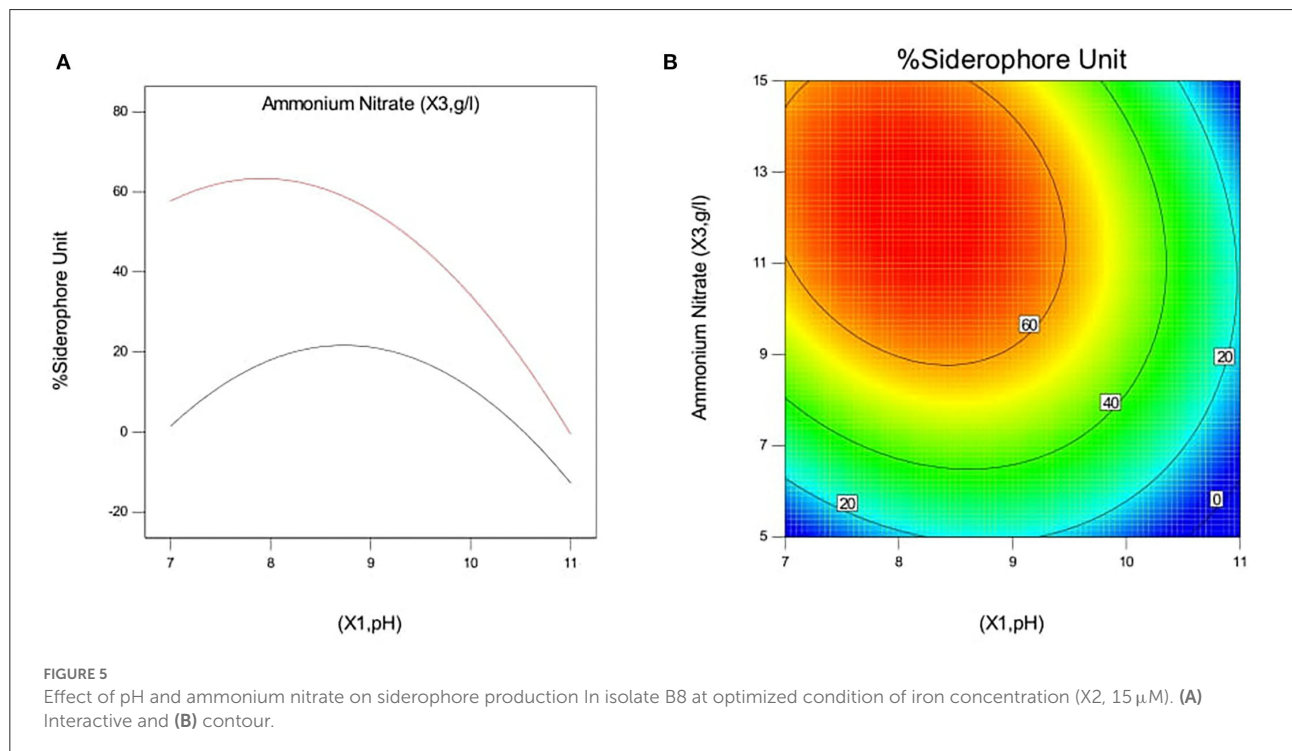 A
Ammonium Nitrate (X3,g/l)
%Siderophore Unit
80
60
40
20
0
-20
7
8
9
10
11
(X1,pH)
B
%Siderophore Unit
Ammonium Nitrate (X3,g/l)
15
13
11
9
7
5
60
40
20
20
0
7
8
9
10
11
(X1,pH)
FIGURE 5
Effect of pH and ammonium nitrate on siderophore production In isolate B8 at optimized condition of iron concentration (X2, 15 μM). (A)
Interactive and (B) contour.